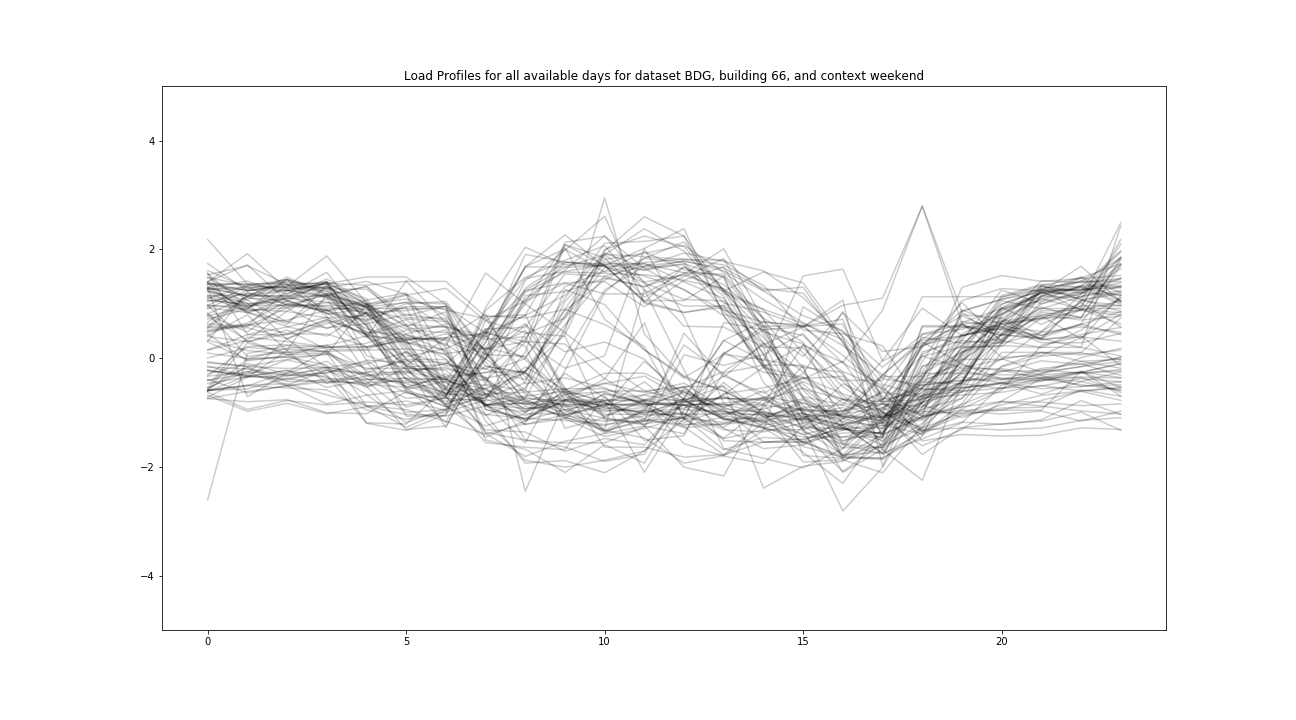 Load Profiles for all available days for dataset BDG, building 66, and context weekend
4
2
0
−2
−4
0 5 10 15 20